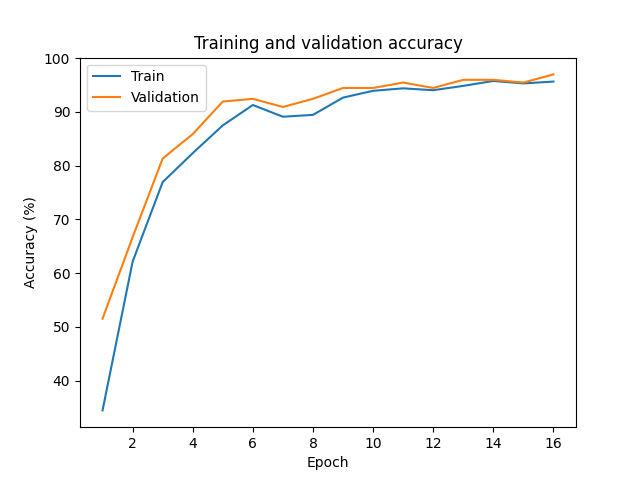 Training and validation accuracy
Train
Validation
Accuracy (%)
100
90
80
70
60
50
40
2 4 6 8 10 12 14 16
Epoch